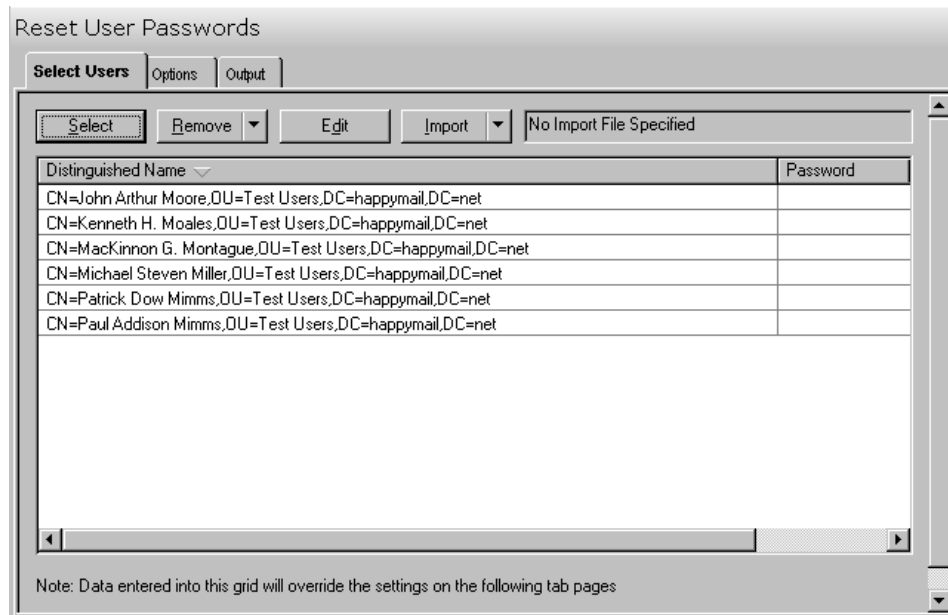 Reset User Passwords
Select Users Options Output
Select Remove Edit Import No Import File Specified
Distinguished Name Password
CN=John Arthur Moore,OU=Test Users,DC=happymail,DC=net
CN=Kenneth H. Moales,OU=Test Users,DC=happymail,DC=net
CN=MacKinnon G. Montague,OU=Test Users,DC=happymail,DC=net
CN=Michael Steven Miller,OU=Test Users,DC=happymail,DC=net
CN=Patrick Dow Mimms,OU=Test Users,DC=happymail,DC=net
CN=Paul Addison Mimms,OU=Test Users,DC=happymail,DC=net
Note: Data entered into this grid will override the settings on the following tab pages